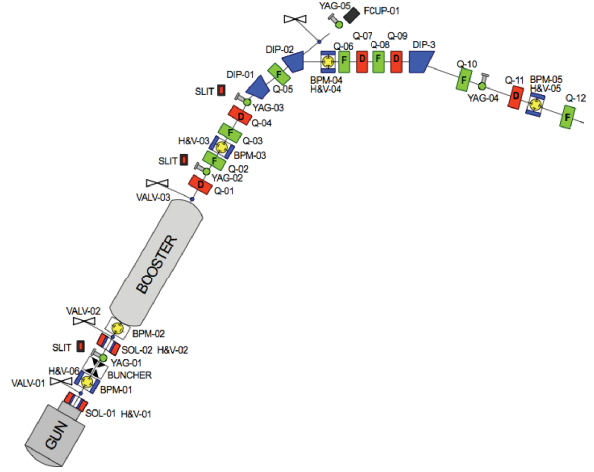 YAG-05
FCUP-01
Q-07
Q-09
DIP-02
Q-06
Q-08
DIP-3
F
D
F
D
Q-10
DIP-01
F
BPM-04
H&V-04
F
Q-11
BPM-05
H&V-05
SLIT
Q-05
YAG-04
D
Q-12
YAG-03
F
D
Q-04
H&V-03
F
Q-03
SLIT
BPM-03
F
Q-02
YAG-02
D
Q-01
VALV-03
BOOSTER
VALV-02
BPM-02
SLIT
SOL-02 H&V-02
YAG-01
H&V-06
BUNCHER
VALV-01
BPM-01
SOL-01 H&V-01
GUN